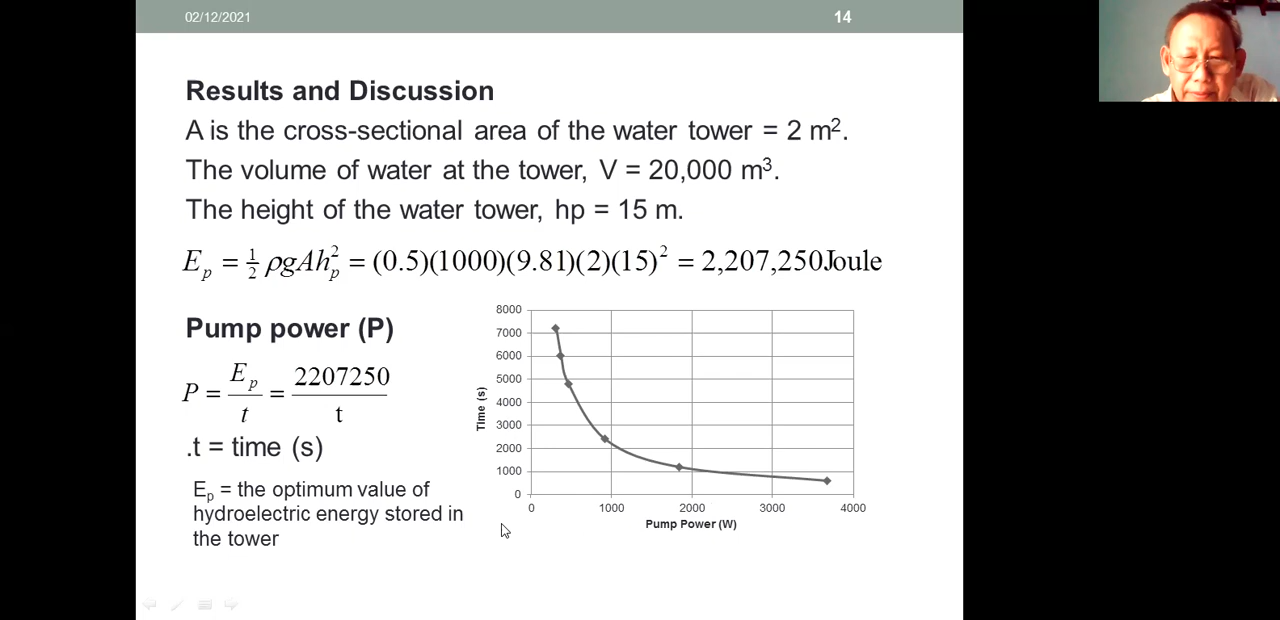 02/12/2021
14
Results and Discussion
A is the cross-sectional area of the water tower = 2 m².
The volume of water at the tower, V = 20,000 m³.
The height of the water tower, hp = 15 m.
Eₚ = ½ ρgAhₚ² = (0.5)(1000)(9.81)(2)(15)² = 2,207,250Joule
Pump power (P)
P = Eₚ/t = 2207250/t
.t = time (s)
Eₚ = the optimum value of
hydroelectric energy stored in
the tower
8000
7000
6000
5000
4000
3000
2000
1000
0
Time (s)
0 1000 2000 3000 4000
Pump Power (W)